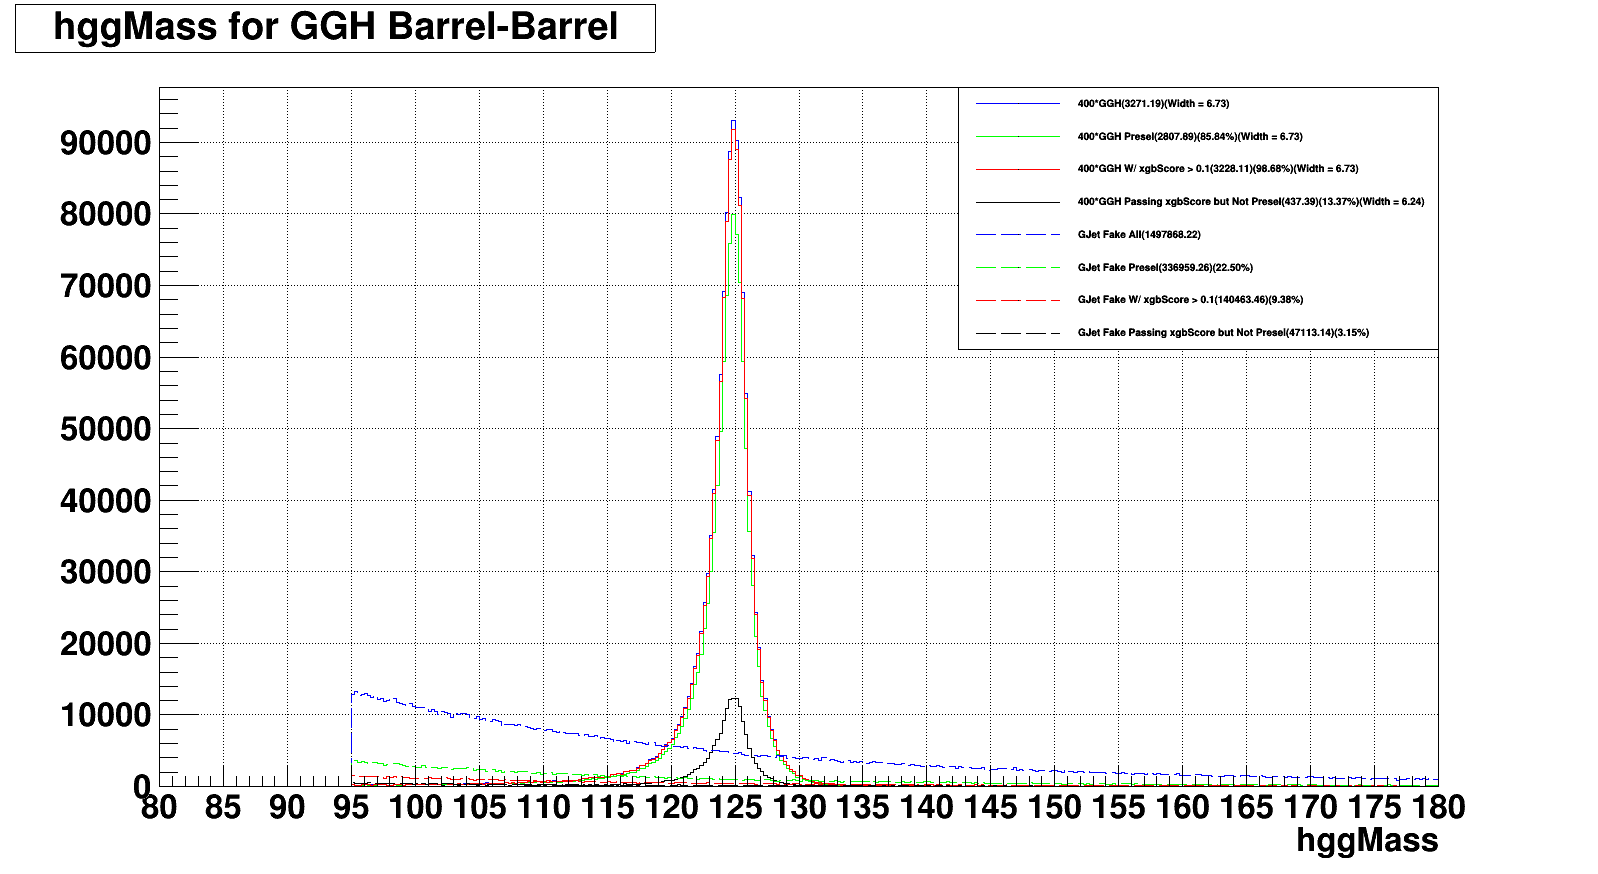 hggMass for GGH Barrel-Barrel
400*GGH(3271.19)(Width = 6.73)
400*GGH Presel(2807.89)(85.84%)(Width = 6.73)
400*GGH W/ xgbScore > 0.1(3228.11)(98.68%)(Width = 6.73)
400*GGH Passing xgbScore but Not Presel(437.39)(13.37%)(Width = 6.24)
GJet Fake All(1497868.22)
GJet Fake Presel(336959.26)(22.50%)
GJet Fake W/ xgbScore > 0.1(140463.46)(9.38%)
GJet Fake Passing xgbScore but Not Presel(47113.14)(3.15%)
90000
80000
70000
60000
50000
40000
30000
20000
10000
0
80 85 90 95 100 105 110 115 120 125 130 135 140 145 150 155 160 165 170 175 180
hggMass